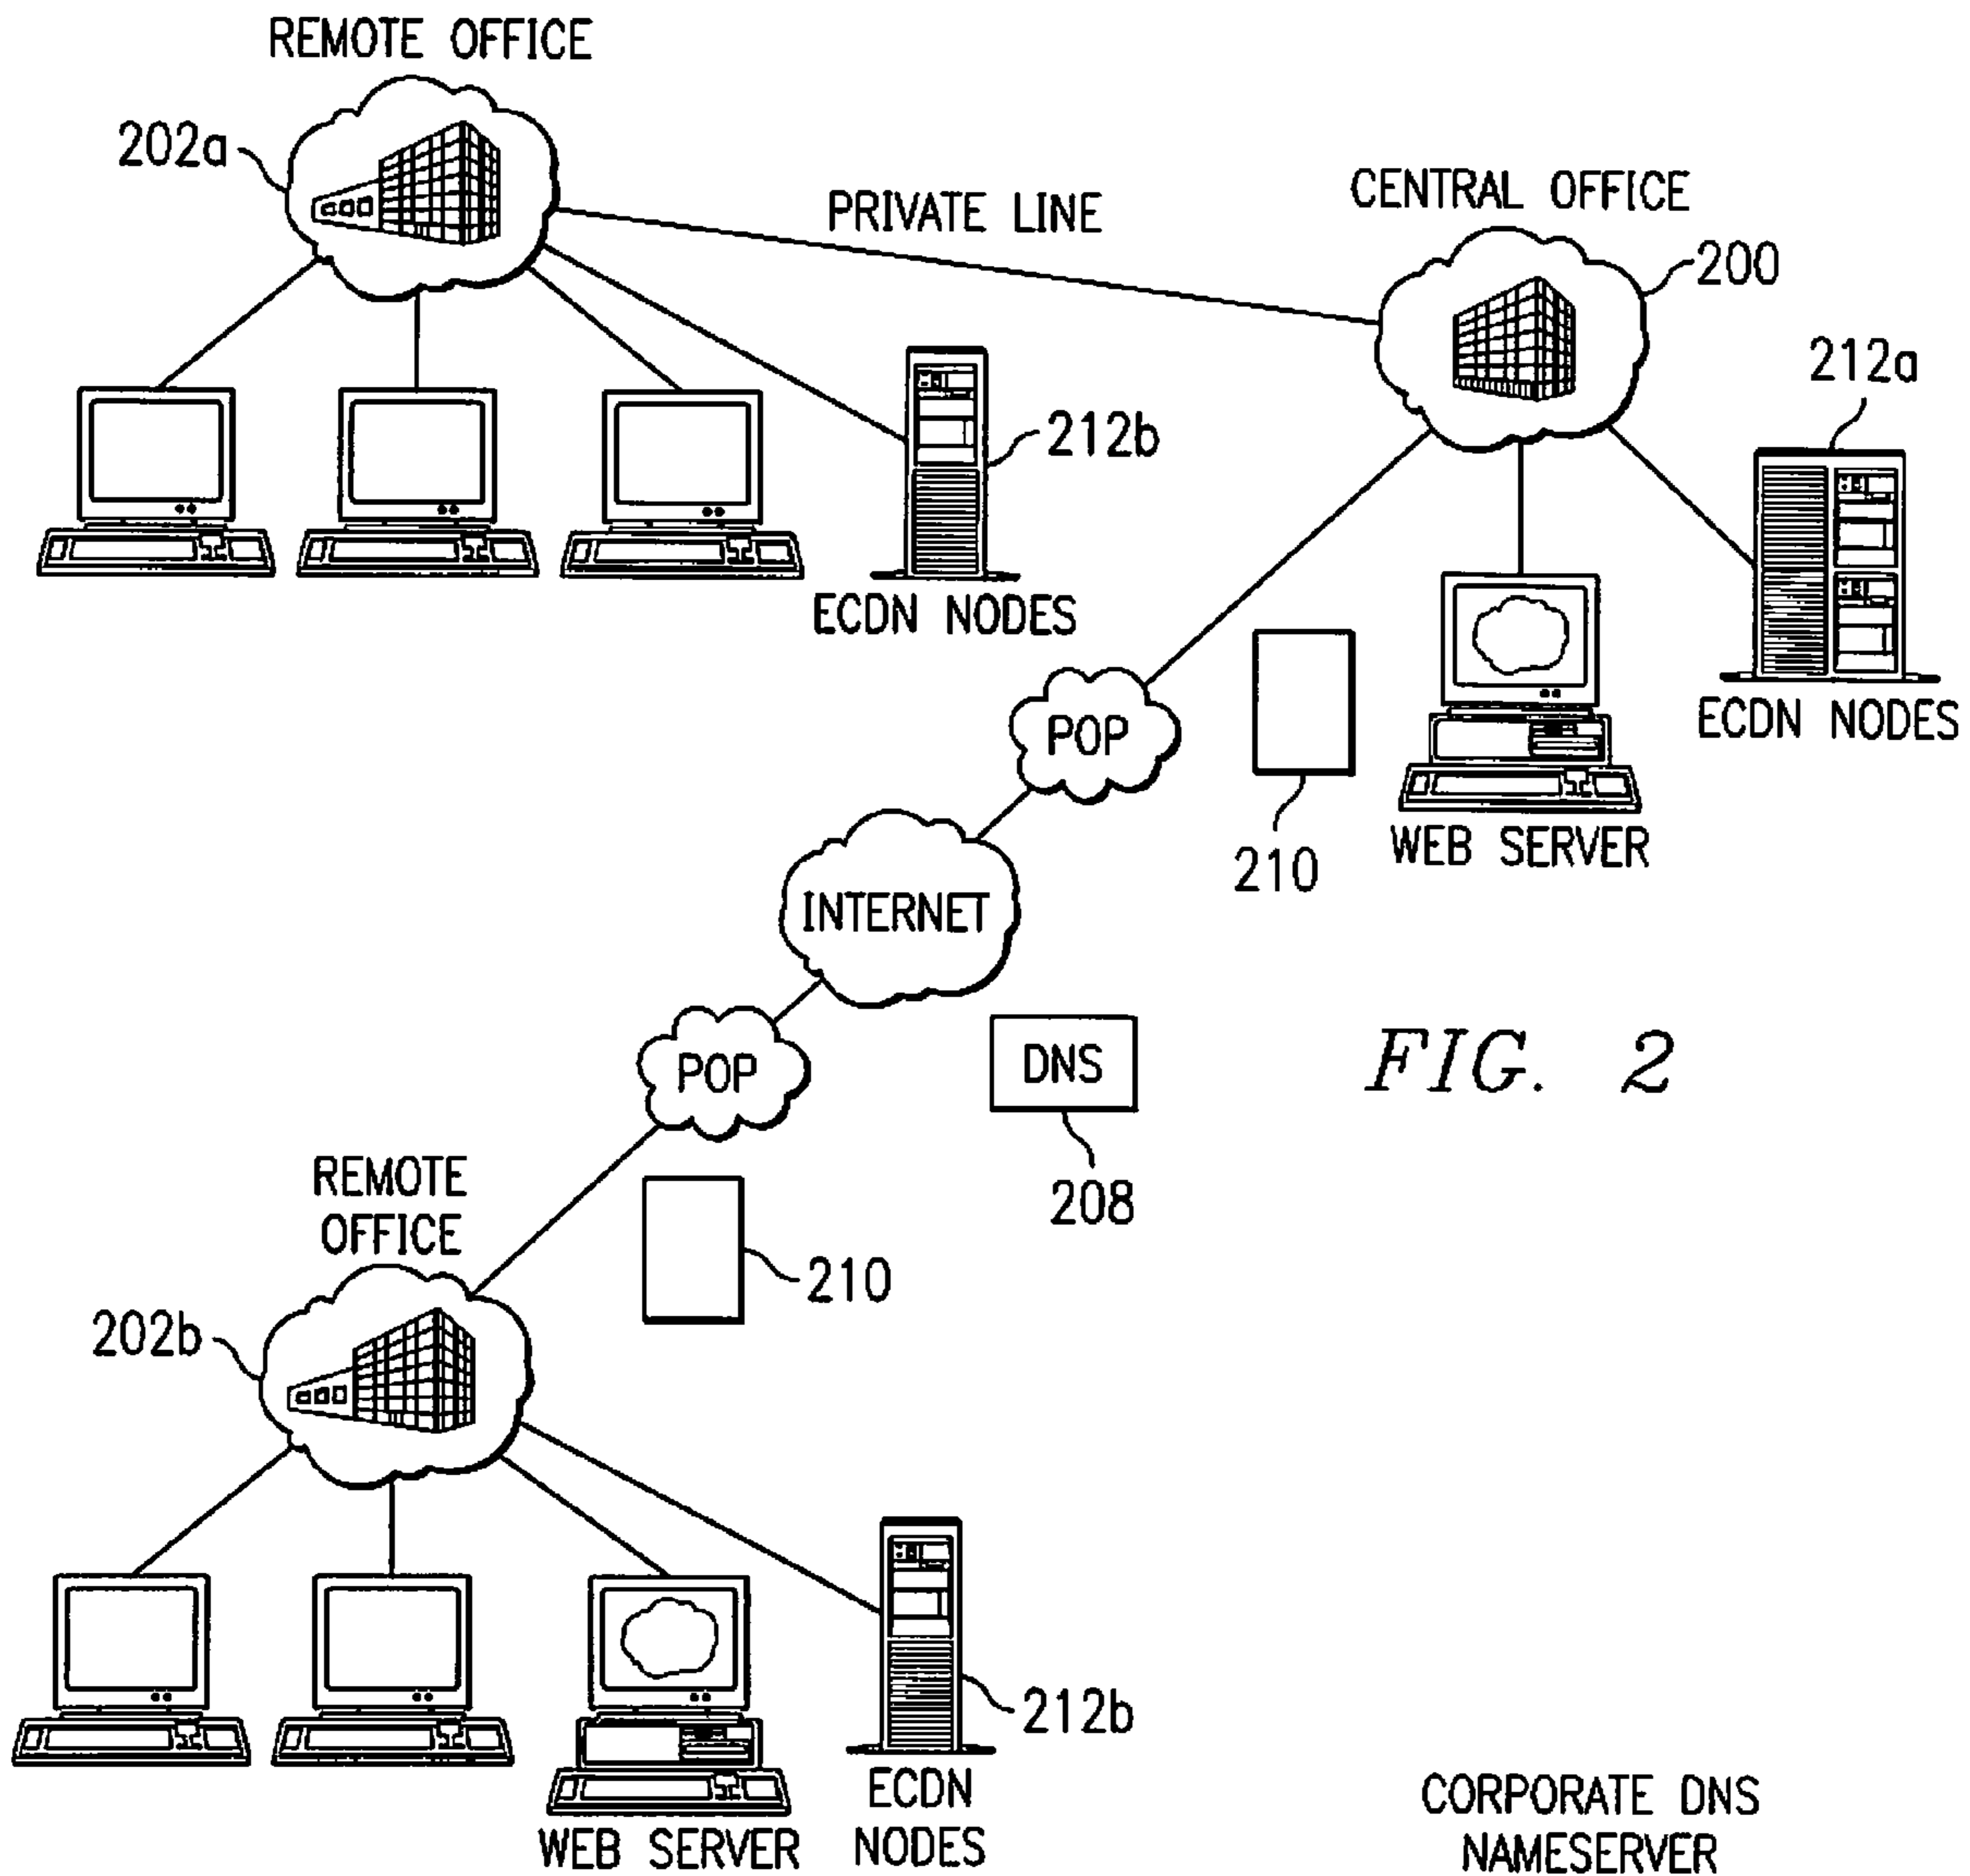 REMOTE OFFICE
202a
PRIVATE LINE
CENTRAL OFFICE
200
212a
212b
ECDN NODES
ECDN NODES
POP
210
WEB SERVER
INTERNET
POP
DNS
FIG. 2
208
REMOTE
OFFICE
210
202b
212b
ECDN
NODES
WEB SERVER
CORPORATE DNS
NAMESERVER